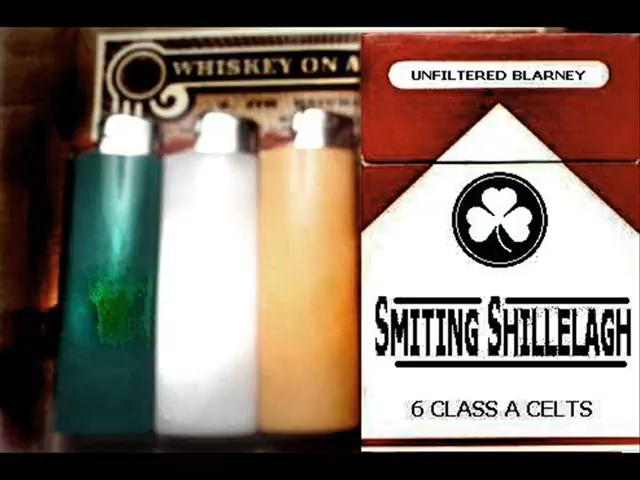 WHISKEY ON A
UNFILTERED BLARNEY
SMITING SHILLELAGH
6 CLASS A CELTS